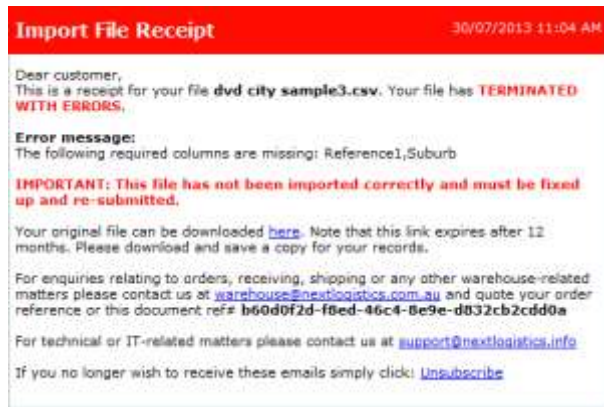 Import File Receipt 30/07/2013 11:04 AM
Dear customer,
This is a receipt for your file dvd city sample3.csv. Your file has TERMINATED
WITH ERRORS.
Error message:
The following required columns are missing: Reference1,Suburb
IMPORTANT: This file has not been imported correctly and must be fixed
up and re-submitted.
Your original file can be downloaded here. Note that this link expires after 12
months. Please download and save a copy for your records.
For enquiries relating to orders, receiving, shipping or any other warehouse-related
matters please contact us at warehouse@nextlogistics.com.au and quote your order
reference or this document ref# b60d0f2d-f8ed-46c4-8e9e-d832cb2cdd0a
For technical or IT-related matters please contact us at support@nextlogistics.info
If you no longer wish to receive these emails simply click: Unsubscribe